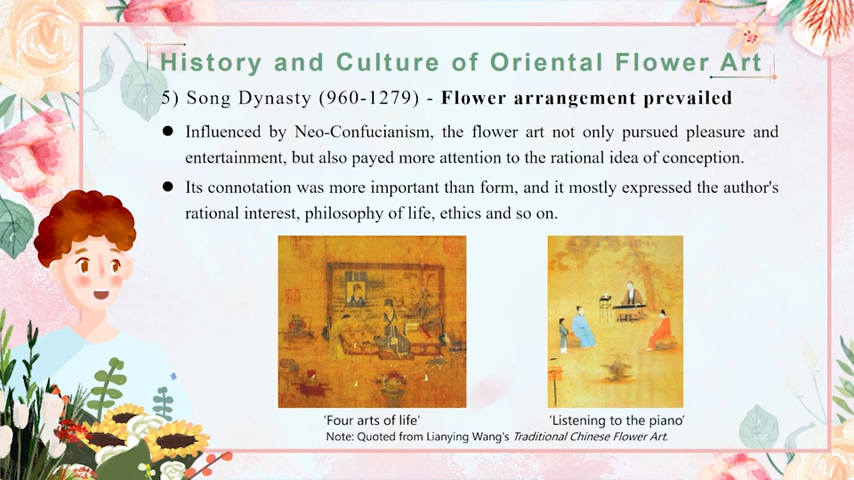 History and Culture of Oriental Flower Art
5) Song Dynasty (960-1279) - Flower arrangement prevailed
● Influenced by Neo-Confucianism, the flower art not only pursued pleasure and
entertainment, but also payed more attention to the rational idea of conception.
● Its connotation was more important than form, and it mostly expressed the author's
rational interest, philosophy of life, ethics and so on.
'Four arts of life'
'Listening to the piano'
Note: Quoted from Lianying Wang's Traditional Chinese Flower Art.